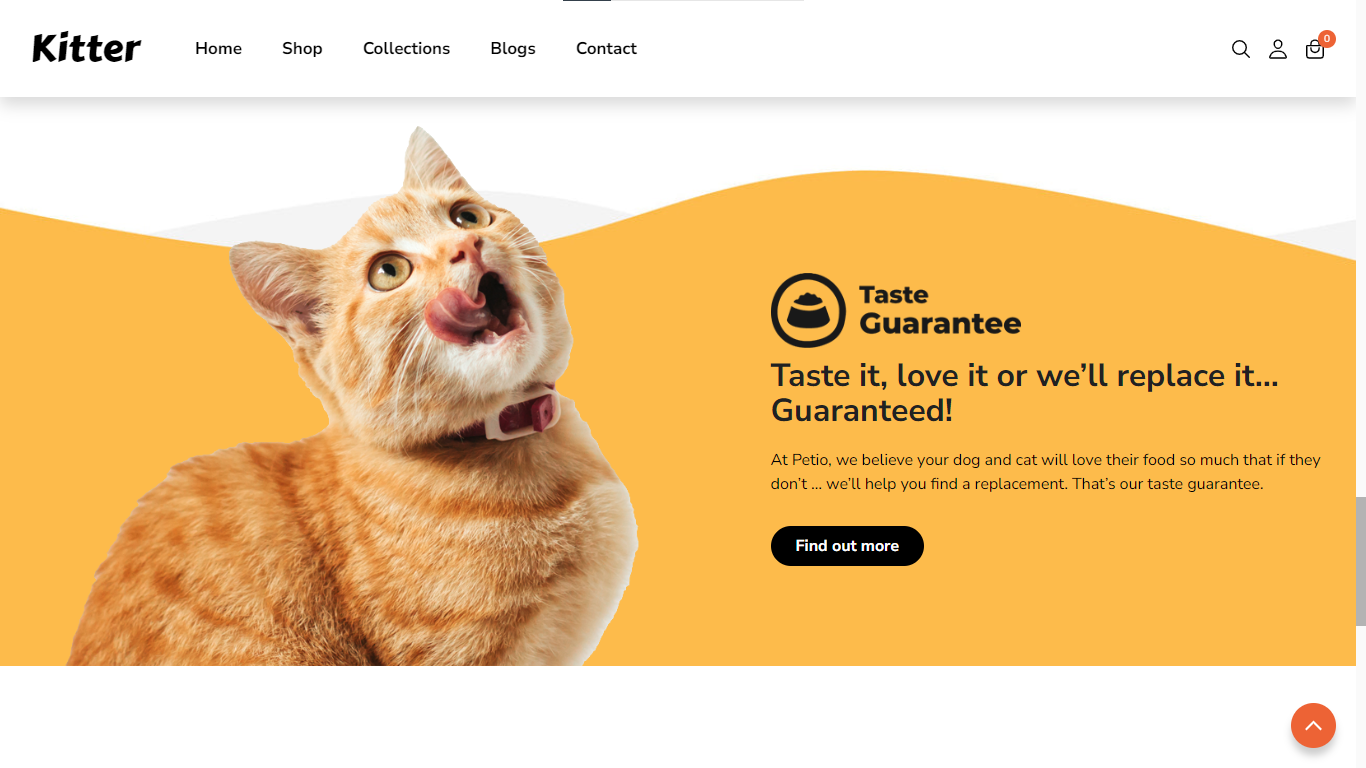 Kitter
Home
Shop
Collections
Blogs
Contact
0
Taste
Guarantee
Taste it, love it or we’ll replace it...
Guaranteed!
At Petio, we believe your dog and cat will love their food so much that if they
don’t ... we’ll help you find a replacement. That’s our taste guarantee.
Find out more